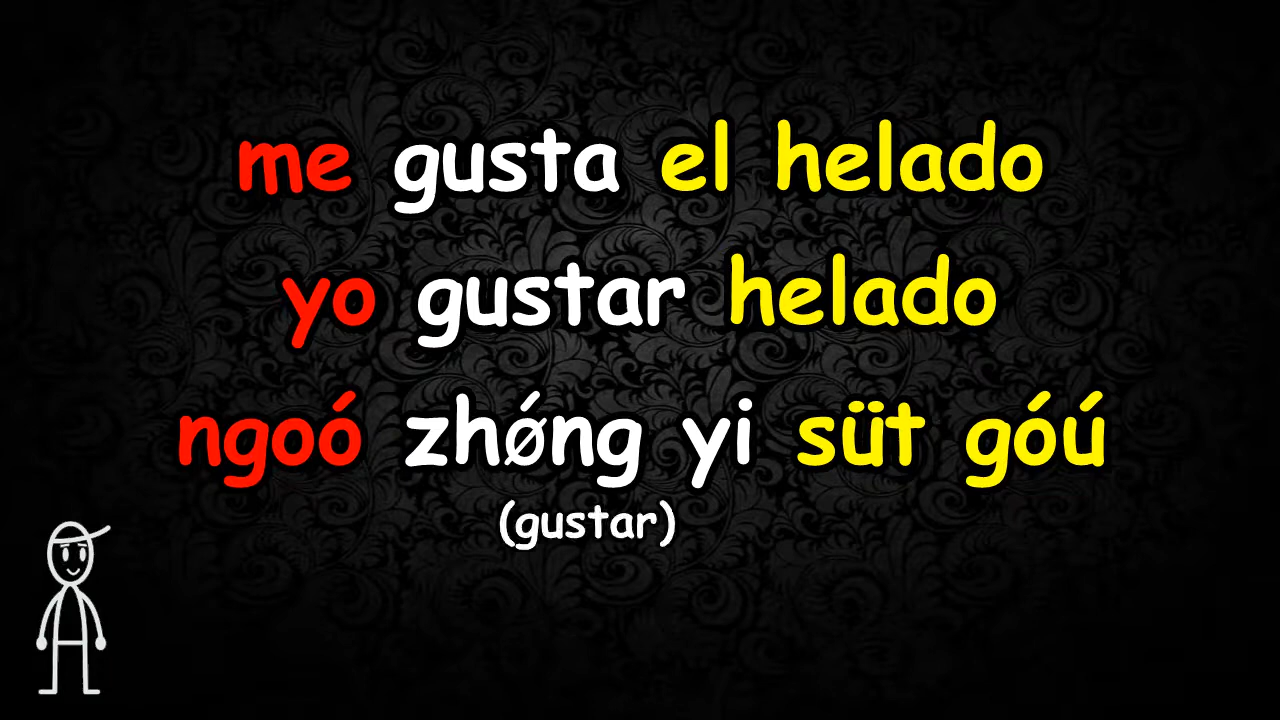 me gusta el helado
yo gustar helado
ngoó zhǿng yi süt góú
(gustar)